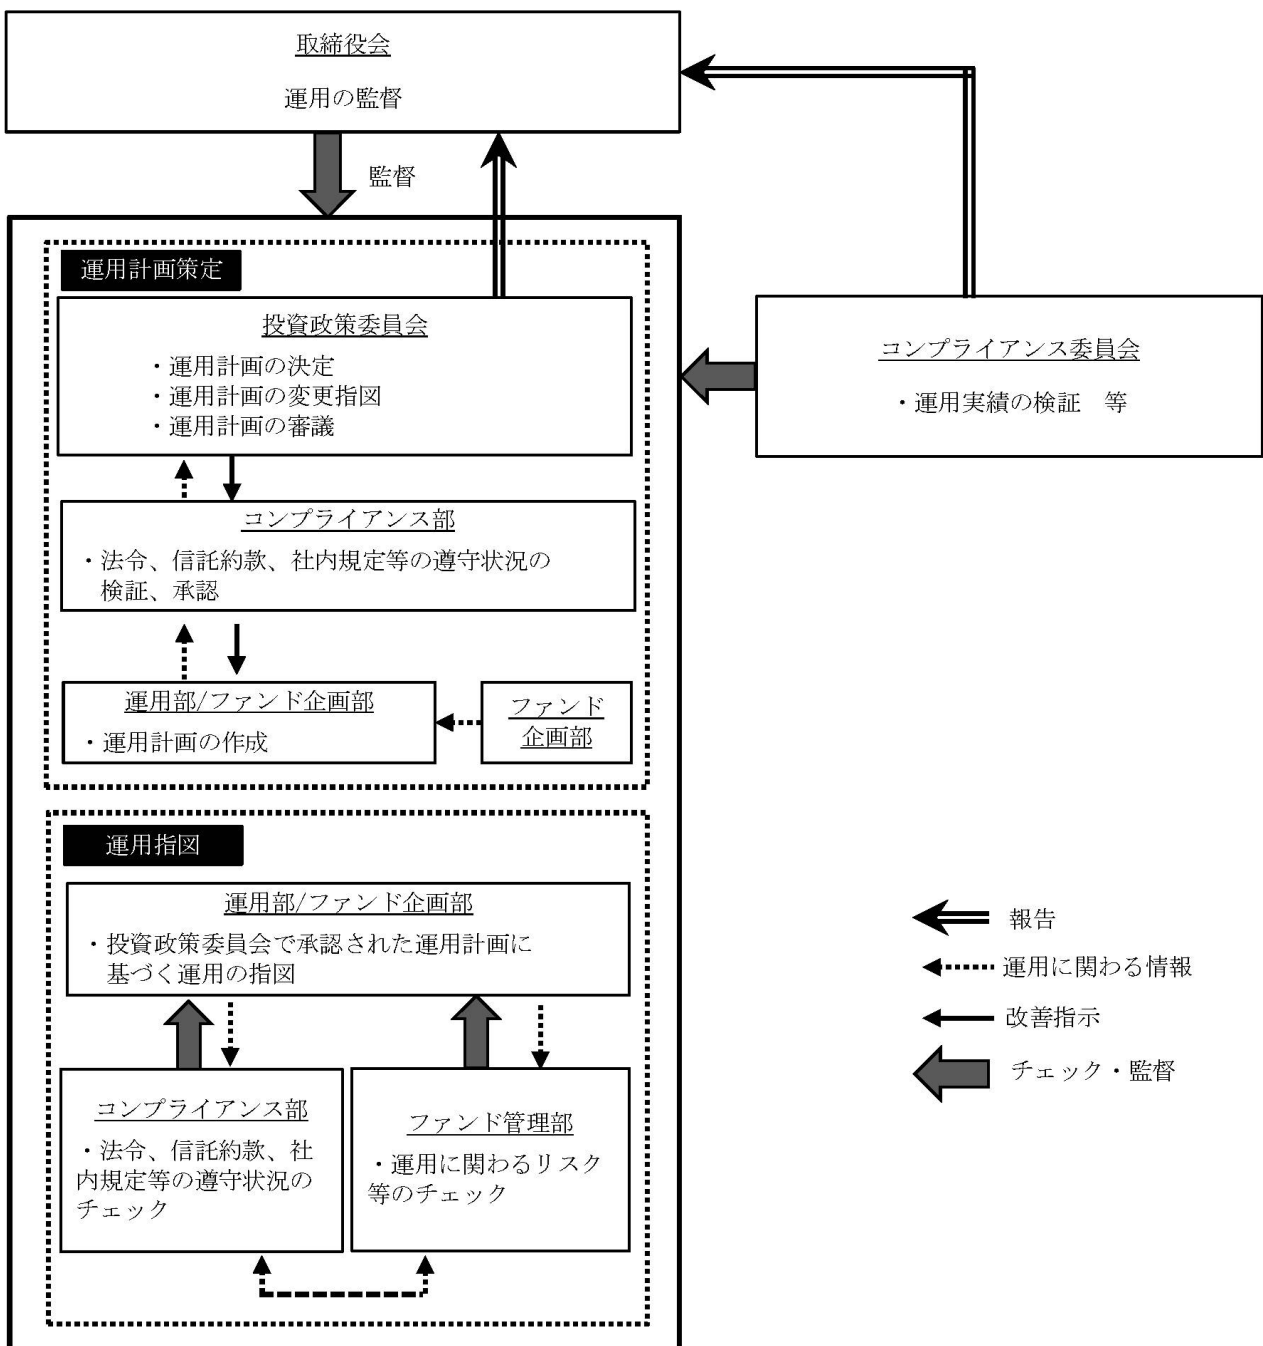 取締役会
運用の監督
監督
運用計画策定
投資政策委員会
・運用計画の決定
・運用計画の変更指図
・運用計画の審議
コンプライアンス委員会
・運用実績の検証　等
コンプライアンス部
・法令、信託約款、社内規定等の遵守状況の
検証、承認
運用部/ファンド企画部
・運用計画の作成
ファンド
企画部
運用指図
運用部/ファンド企画部
・投資政策委員会で承認された運用計画に
基づく運用の指図
コンプライアンス部
・法令、信託約款、社
内規定等の遵守状況の
チェック
ファンド管理部
・運用に関わるリスク
等のチェック
報告
運用に関わる情報
改善指示
チェック・監督